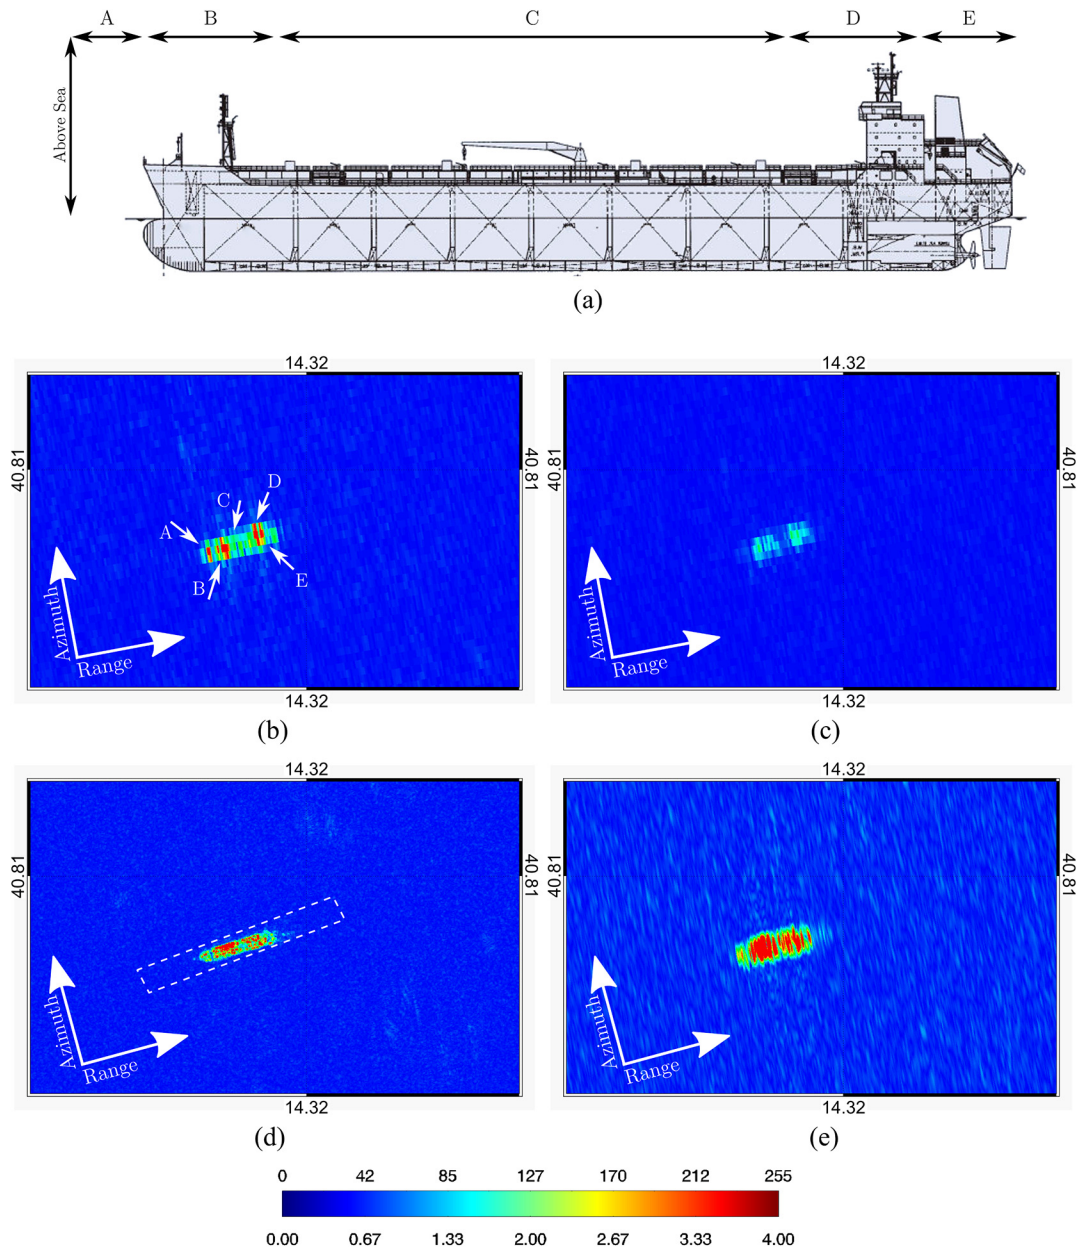 A B C D E
Above Sea
(a)
14.32 14.32
40.81 40.81 40.81 40.81
A B C D E
Azimuth Range Azimuth Range
14.32 14.32
(b) (c)
14.32 14.32
40.81 40.81 40.81 40.81
Azimuth Range Azimuth Range
14.32 14.32
(d) (e)
0 42 85 127 170 212 255
0.00 0.67 1.33 2.00 2.67 3.33 4.00